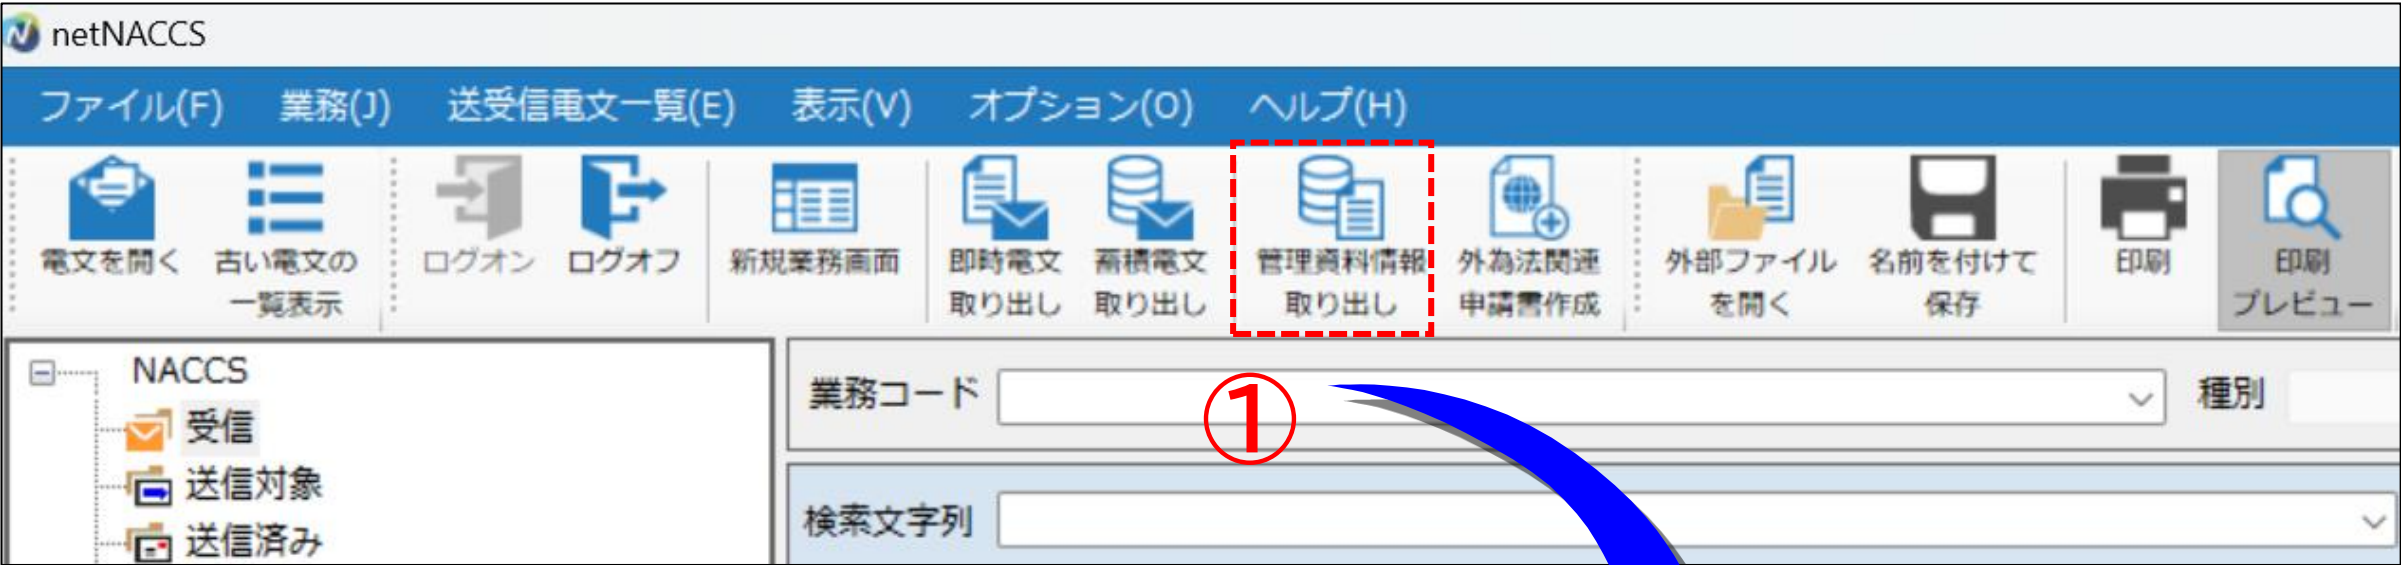 netNACCS
ファイル(F) 業務(J) 送受信電文一覧(E) 表示(V) オプション(O) ヘルプ(H)
電文を開く 古い電文の ログオン ログオフ 新規業務画面 即時電文 蓄積電文 管理資料情報 外為法関連 外部ファイル 名前を付けて 印刷 印刷
一覧表示 取り出し 取り出し 取り出し 申請書作成 を開く 保存 プレビュー
NACCS
業務コード 種別
①
受信
送信対象
検索文字列
送信済み